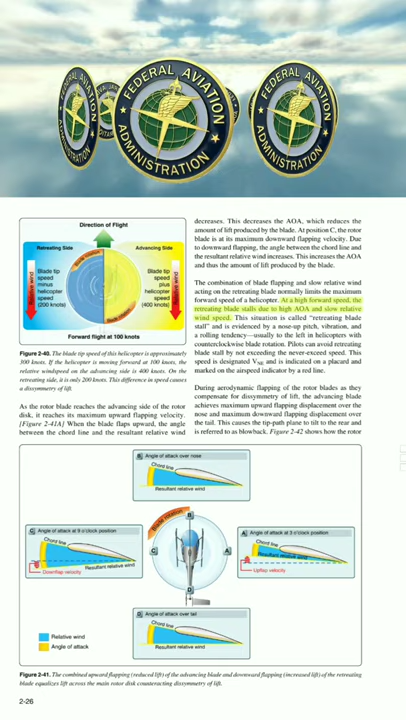 FEDERAL AVIATION
ADMINISTRATION
FEDERAL AVIATION
ADMINISTRATION
FEDERAL AVIATION
ADMINISTRATION
Direction of Flight
Retreating Side
Advancing Side
Blade rotation
Blade rotation
Relative wind
Relative wind
Blade tip
speed
minus
helicopter
speed
(200 knots)
Blade tip
speed
plus
helicopter
speed
(400 knots)
Forward flight at 100 knots
Figure 2-40. The blade tip speed of this helicopter is approximately
300 knots. If the helicopter is moving forward at 100 knots, the
relative windspeed on the advancing side is 400 knots. On the
retreating side, it is only 200 knots. This difference in speed causes
a dissymmetry of lift.
As the rotor blade reaches the advancing side of the rotor
disk, it reaches its maximum upward flapping velocity.
[Figure 2-41A] When the blade flaps upward, the angle
between the chord line and the resultant relative wind
decreases. This decreases the AOA, which reduces the
amount of lift produced by the blade. At position C, the rotor
blade is at its maximum downward flapping velocity. Due
to downward flapping, the angle between the chord line and
the resultant relative wind increases. This increases the AOA
and thus the amount of lift produced by the blade.
The combination of blade flapping and slow relative wind
acting on the retreating blade normally limits the maximum
forward speed of a helicopter. At a high forward speed, the
retreating blade stalls due to high AOA and slow relative
wind speed. This situation is called “retreating blade
stall” and is evidenced by a nose-up pitch, vibration, and
a rolling tendency—usually to the left in helicopters with
counterclockwise blade rotation. Pilots can avoid retreating
blade stall by not exceeding the never-exceed speed. This
speed is designated VNE and is indicated on a placard and
marked on the airspeed indicator by a red line.
During aerodynamic flapping of the rotor blades as they
compensate for dissymmetry of lift, the advancing blade
achieves maximum upward flapping displacement over the
nose and maximum downward flapping displacement over
the tail. This causes the tip-path plane to tilt to the rear and
is referred to as blowback. Figure 2-42 shows how the rotor
B Angle of attack over nose
Chord line
Resultant relative wind
C Angle of attack at 9 o'clock position
Chord line
Resultant relative wind
Downflap velocity
Blade rotation
B
C
A
D
A Angle of attack at 3 o'clock position
Chord line
Resultant relative wind
Upflap velocity
D Angle of attack over tail
Chord line
Resultant relative wind
Relative wind
Angle of attack
Figure 2-41. The combined upward flapping (reduced lift) of the advancing blade and downward flapping (increased lift) of the retreating
blade equalizes lift across the main rotor disk counteracting dissymmetry of lift.
2-26